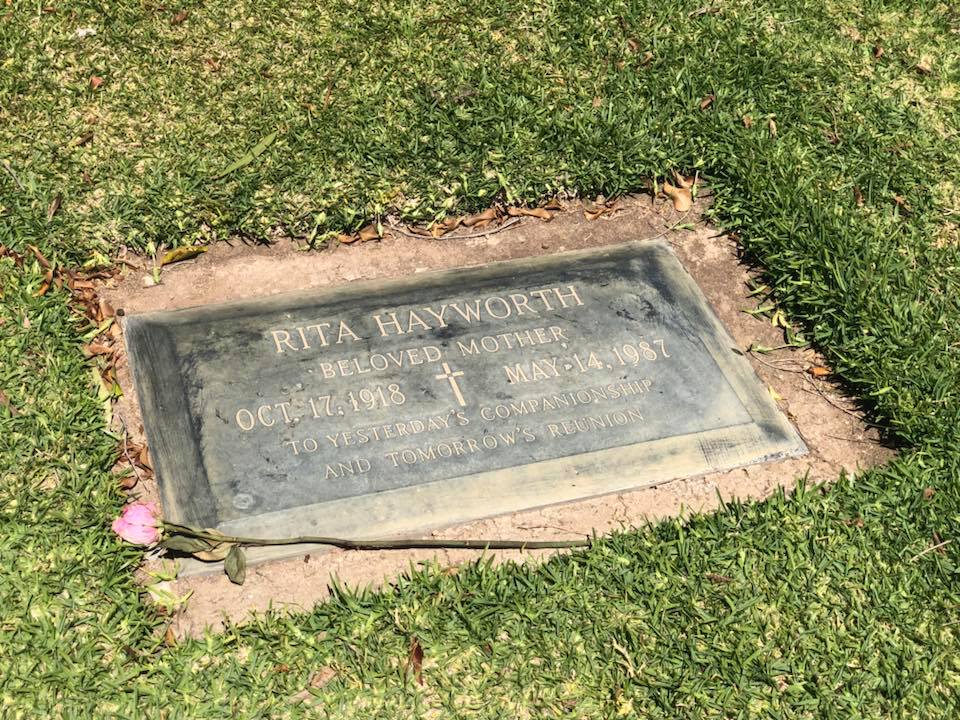 RITA HAYWORTH
BELOVED MOTHER
OCT. 17, 1918 MAY 14, 1987
TO YESTERDAY'S COMPANIONSHIP
AND TOMORROW'S REUNION